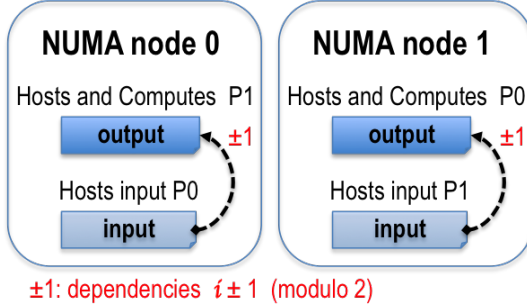 NUMA node 0
Hosts and Computes P1
output
±1
Hosts input P0
input
NUMA node 1
Hosts and Computes P0
output
±1
Hosts input P1
input
±1: dependencies i ± 1 (modulo 2)